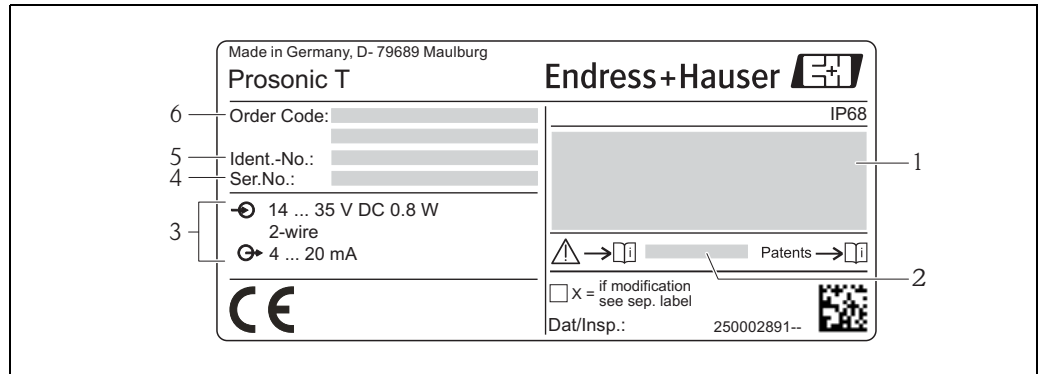 Made in Germany, D- 79689 Maulburg
Prosonic T
Endress+Hauser
6
Order Code:
5
Ident.-No.:
4
Ser.No.:
3
14 ... 35 V DC 0.8 W
2-wire
4 ... 20 mA
CE
IP68
1
i
Patents
i
2
X = if modification
see sep. label
Dat/Insp.:
250002891--